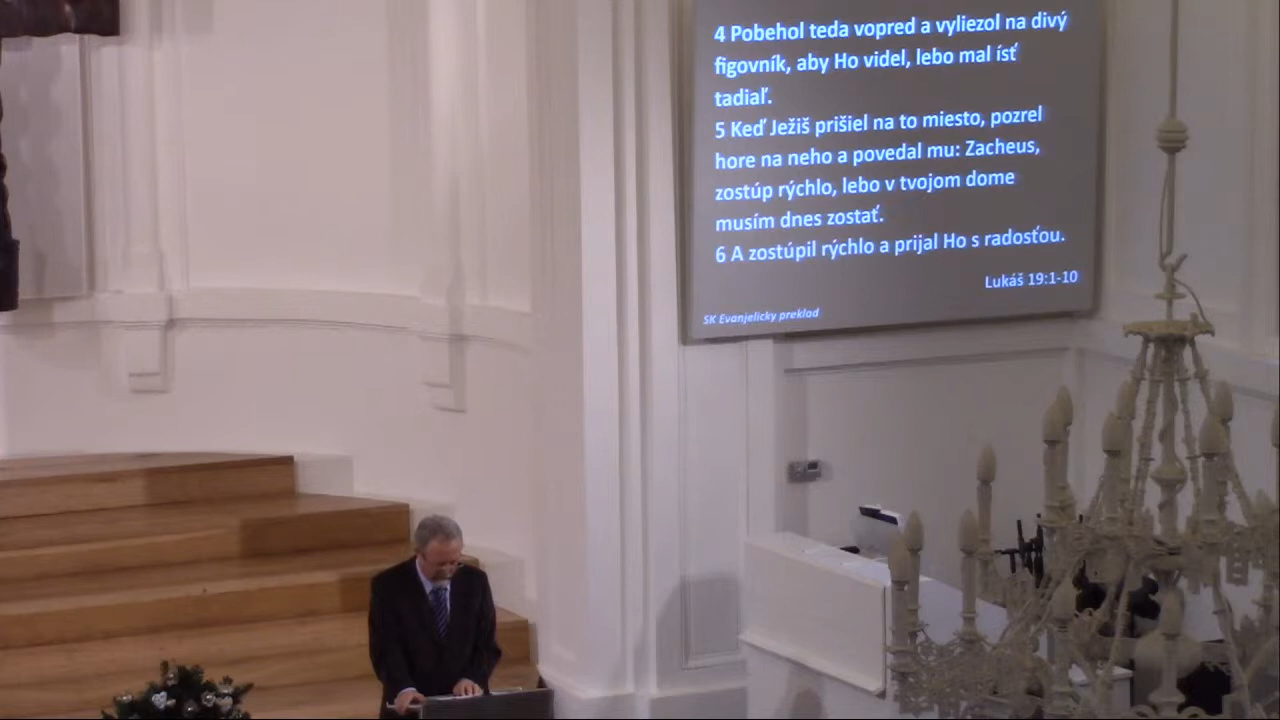 4 Pobehol teda vopred a vyliezol na divý
figovník, aby Ho videl, lebo mal ísť
tadiaľ.
5 Keď Ježiš prišiel na to miesto, pozrel
hore na neho a povedal mu: Zacheus,
zostúp rýchlo, lebo v tvojom dome
musím dnes zostať.
6 A zostúpil rýchlo a prijal Ho s radosťou.
Lukáš 19:1-10
SK Evanjelicky preklad